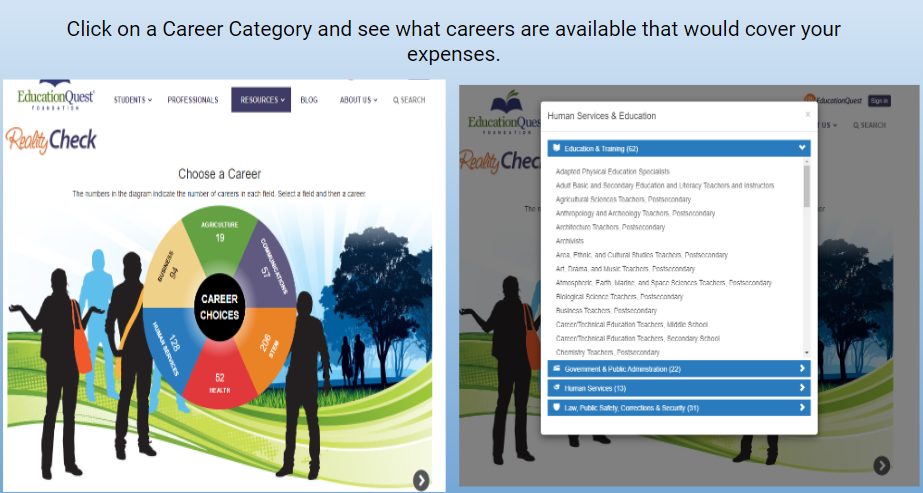 Click on a Career Category and see what careers are available that would cover your
expenses.
EducationQuest
FOUNDATION
STUDENTS
PROFESSIONALS
RESOURCES
BLOG
ABOUT US
SEARCH
Reality Check
Choose a Career
The numbers in the diagram indicate the number of careers in each field. Select a field and then a career.
AGRICULTURE
19
COMMUNICATIONS
57
BUSINESS
94
CAREER
CHOICES
HUMAN SERVICES
128
206
STEM
52
HEALTH
EducationQues
FOUNDATION
EducationQuest
Sign in
T US
SEARCH
Reality Chec
The n
er
Human Services & Education
x
Education & Training (62)
Adapted Physical Education Specialists
Adult Basic and Secondary Education and Literacy Teachers and Instructors
Agricultural Sciences Teachers, Postsecondary
Anthropology and Archeology Teachers, Postsecondary
Architecture Teachers, Postsecondary
Archivists
Area, Ethnic, and Cultural Studies Teachers, Postsecondary
Art, Drama, and Music Teachers, Postsecondary
Atmospheric, Earth, Marine, and Space Sciences Teachers, Postsecondary
Biological Science Teachers, Postsecondary
Business Teachers, Postsecondary
Career/Technical Education Teachers, Middle School
Career/Technical Education Teachers, Secondary School
Chemistry Teachers, Postsecondary
Government & Public Administration (22)
Human Services (13)
Law, Public Safety, Corrections & Security (31)